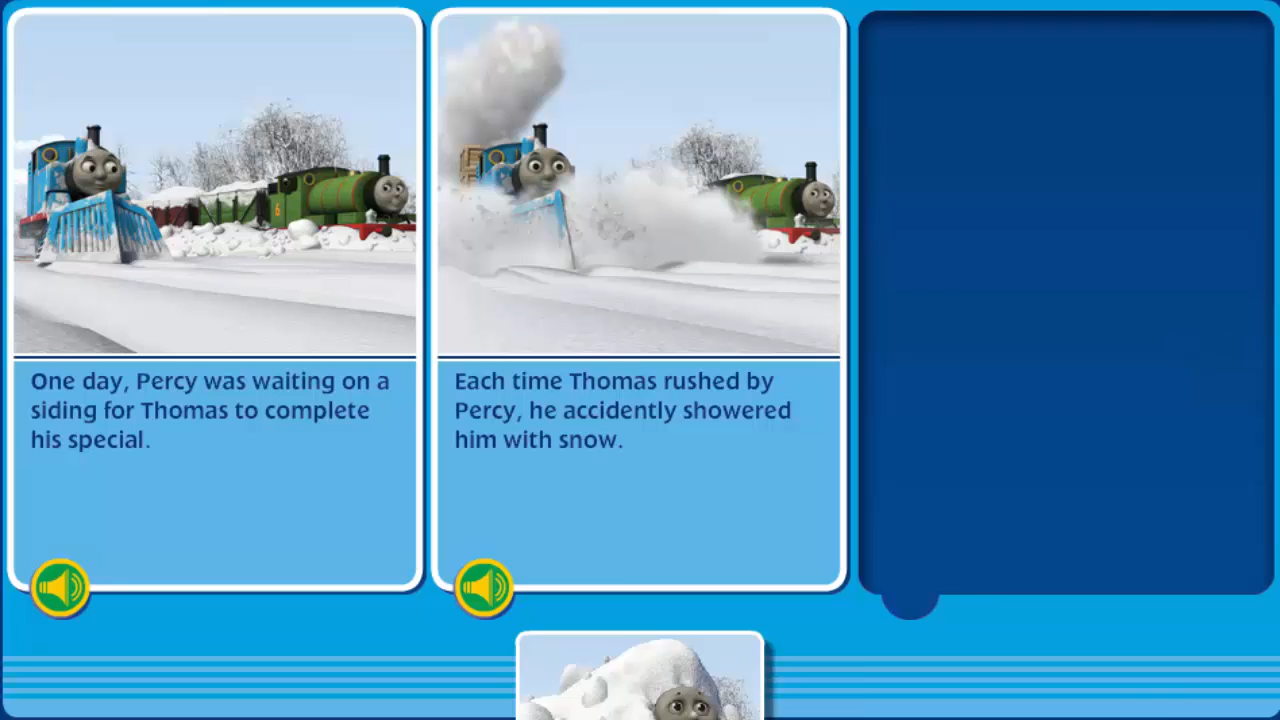 One day, Percy was waiting on a
siding for Thomas to complete
his special.
Each time Thomas rushed by
Percy, he accidently showered
him with snow.